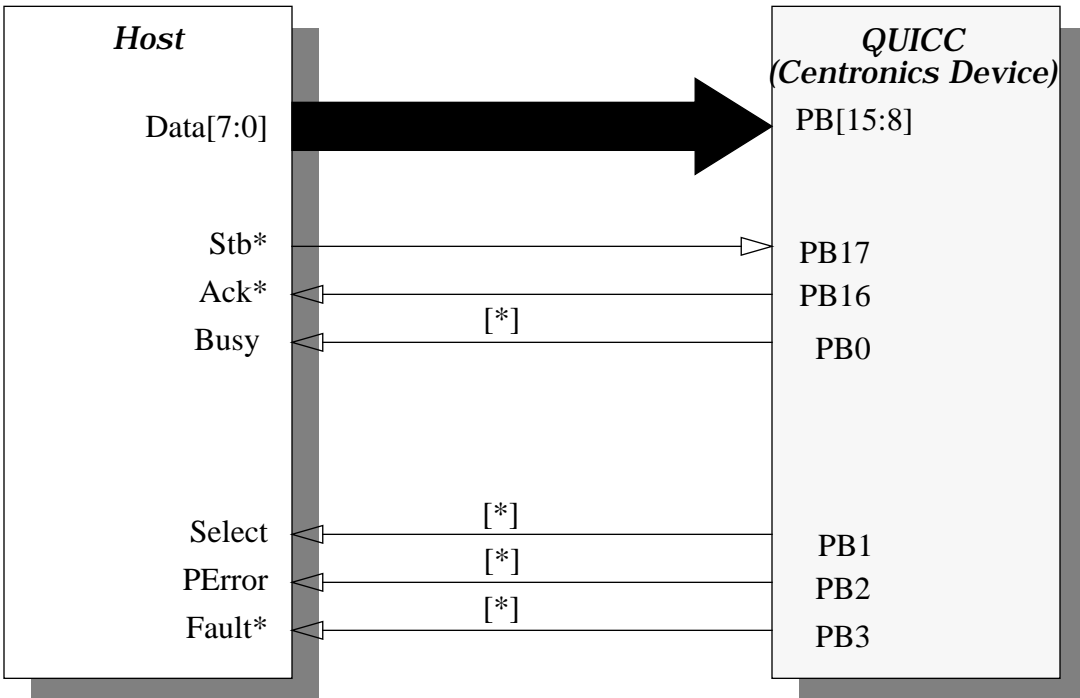 Host
QUICC
(Centronics Device)
Data[7:0]
PB[15:8]
Stb*
PB17
Ack*
PB16
[*]
Busy
PB0
[*]
Select
PB1
[*]
PError
PB2
[*]
Fault*
PB3